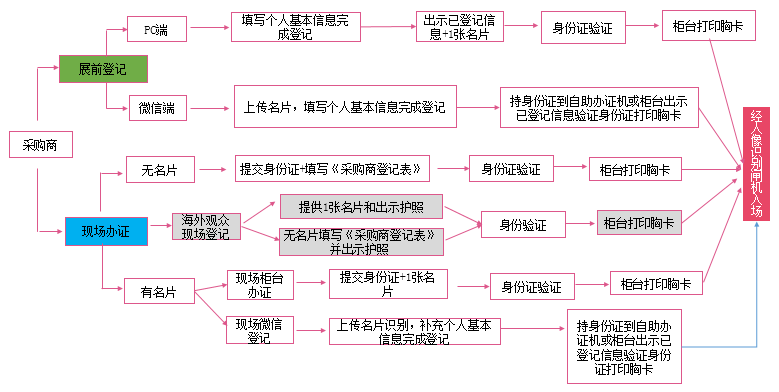 采购商
展前登记
PC端
填写个人基本信息完
成登记
出示已登记信
息+1张名片
身份证验证
柜台打印胸卡
微信端
上传名片，填写个人基本信息完成登记
持身份证到自助办证机或柜台出示
已登记信息验证身份证打印胸卡
现场办证
无名片
提交身份证+填写《采购商登记表》
身份证验证
柜台打印胸卡
海外观众
现场登记
提供1张名片和出示护照
无名片填写《采购商登记表》
并出示护照
身份验证
柜台打印胸卡
有名片
现场柜台
办证
提交身份证+1张名
片
身份证验证
柜台打印胸卡
现场微信
登记
上传名片识别，补充个人基本
信息完成登记
持身份证到自助办
证机或柜台出示已
登记信息验证身份
证打印胸卡
经人像识别闸机入场